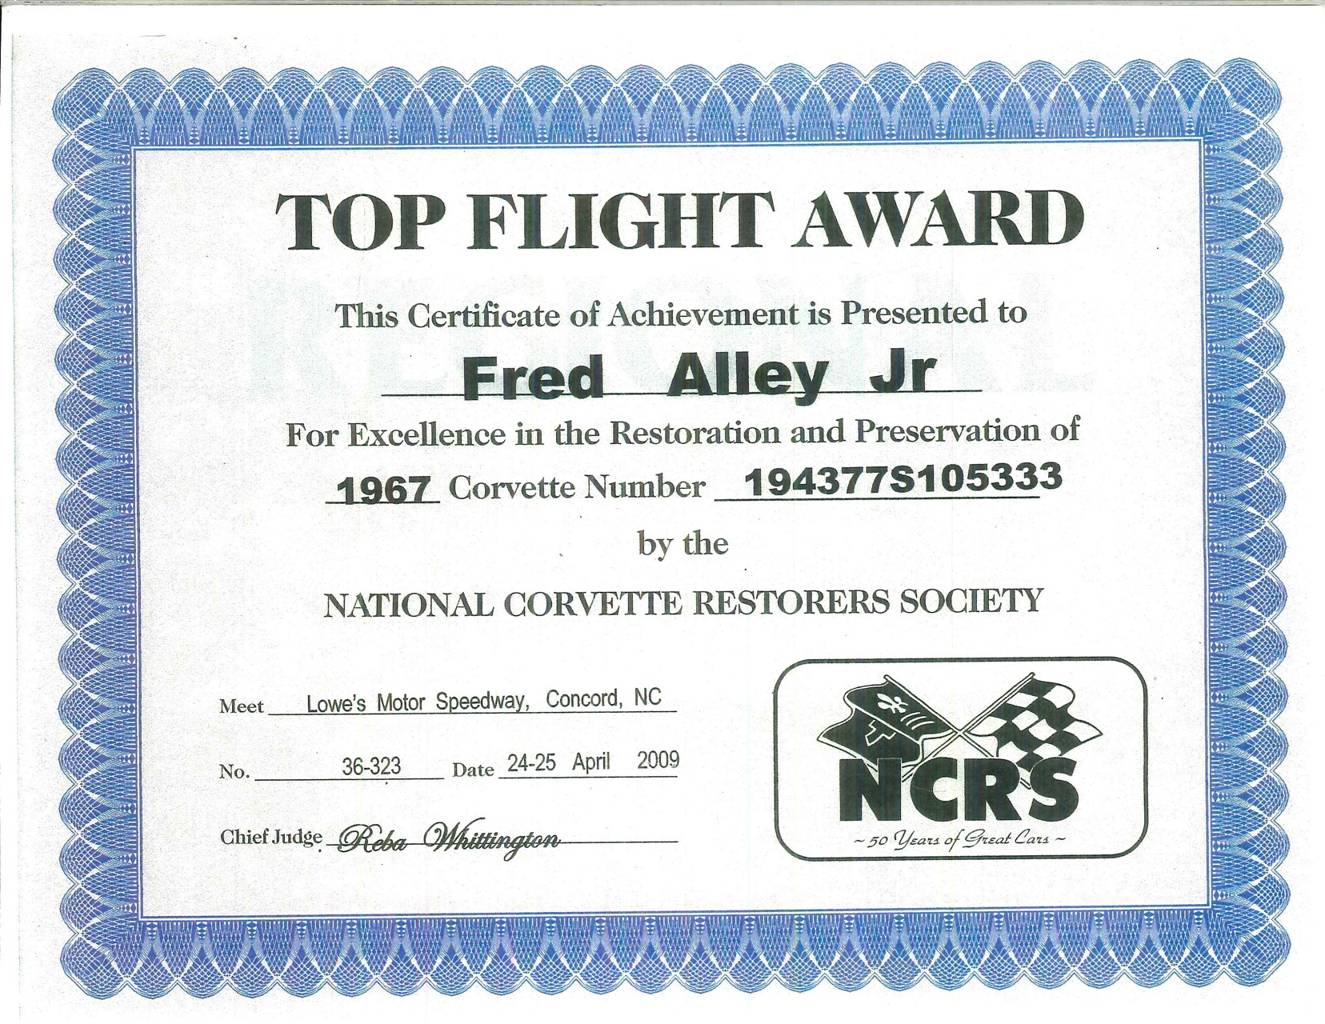 TOP FLIGHT AWARD
This Certificate of Achievement is Presented to
Fred Alley Jr
For Excellence in the Restoration and Preservation of
1967 Corvette Number 194377S105333
by the
NATIONAL CORVETTE RESTORERS SOCIETY
Meet Lowe's Motor Speedway, Concord, NC
No. 36-323 Date 24-25 April 2009
Chief Judge Reba Whittington
NCRS
~ 50 Years of Great Cars ~
REGIONAL